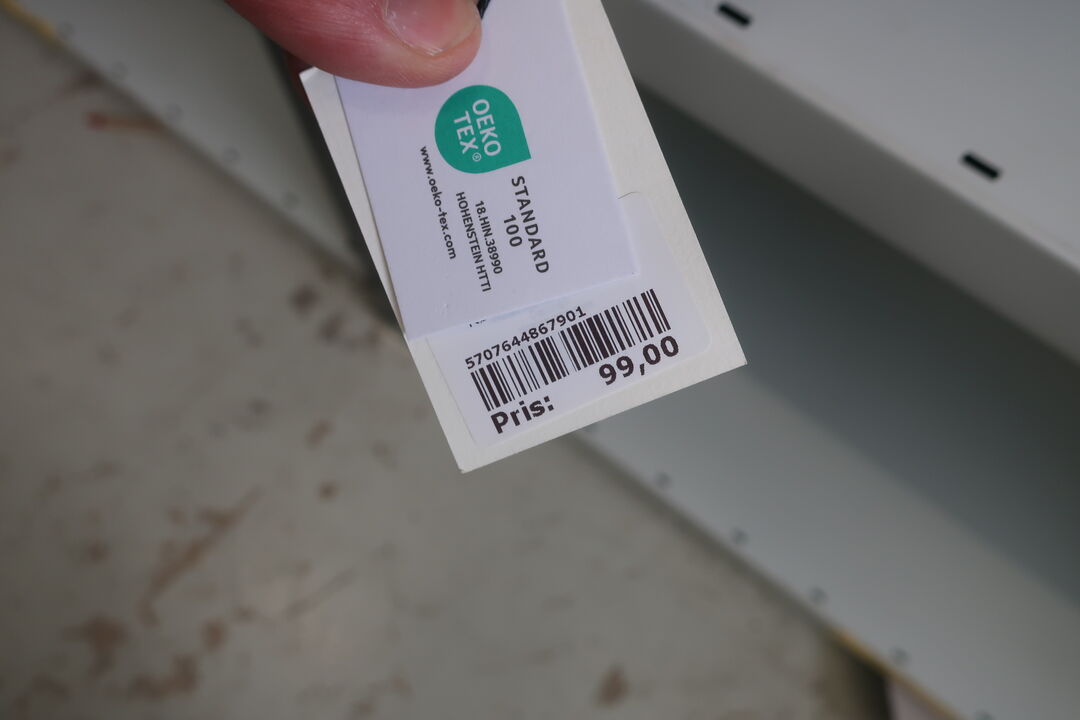 OEKO
TEX®
STANDARD
100
18.HIN.38990
HOHENSTEIN HTTI
www.oeko-tex.com
5707644867901
Pris: 99,00